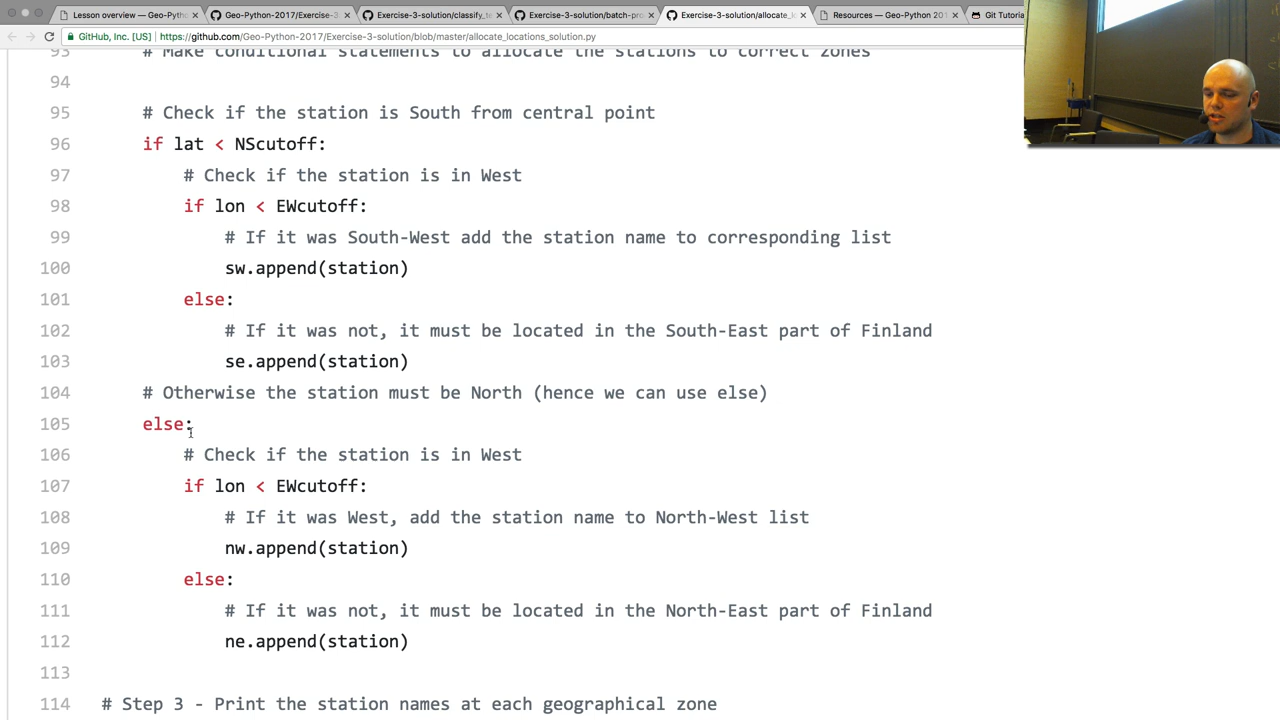 Lesson overview — Geo-Pyth
Geo-Python-2017/Exercise-3
Exercise-3-solution/classify_te
Exercise-3-solution/batch-pro
Exercise-3-solution/allocate_lo
Resources — Geo-Python 201
Git Tutoria
GitHub, Inc. [US] https://github.com/Geo-Python-2017/Exercise-3-solution/blob/master/allocate_locations_solution.py
93 # Make conditional statements to allocate the stations to correct zones
94
95 # Check if the station is South from central point
96 if lat < NScutoff:
97 # Check if the station is in West
98 if lon < EWcutoff:
99 # If it was South-West add the station name to corresponding list
100 sw.append(station)
101 else:
102 # If it was not, it must be located in the South-East part of Finland
103 se.append(station)
104 # Otherwise the station must be North (hence we can use else)
105 else:
106 # Check if the station is in West
107 if lon < EWcutoff:
108 # If it was West, add the station name to North-West list
109 nw.append(station)
110 else:
111 # If it was not, it must be located in the North-East part of Finland
112 ne.append(station)
113
114 # Step 3 - Print the station names at each geographical zone